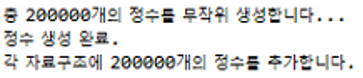 총 200000개의 정수를 무작위 생성합니다...
정수 생성 완료.
각 자료구조에 200000개의 정수를 추가합니다.